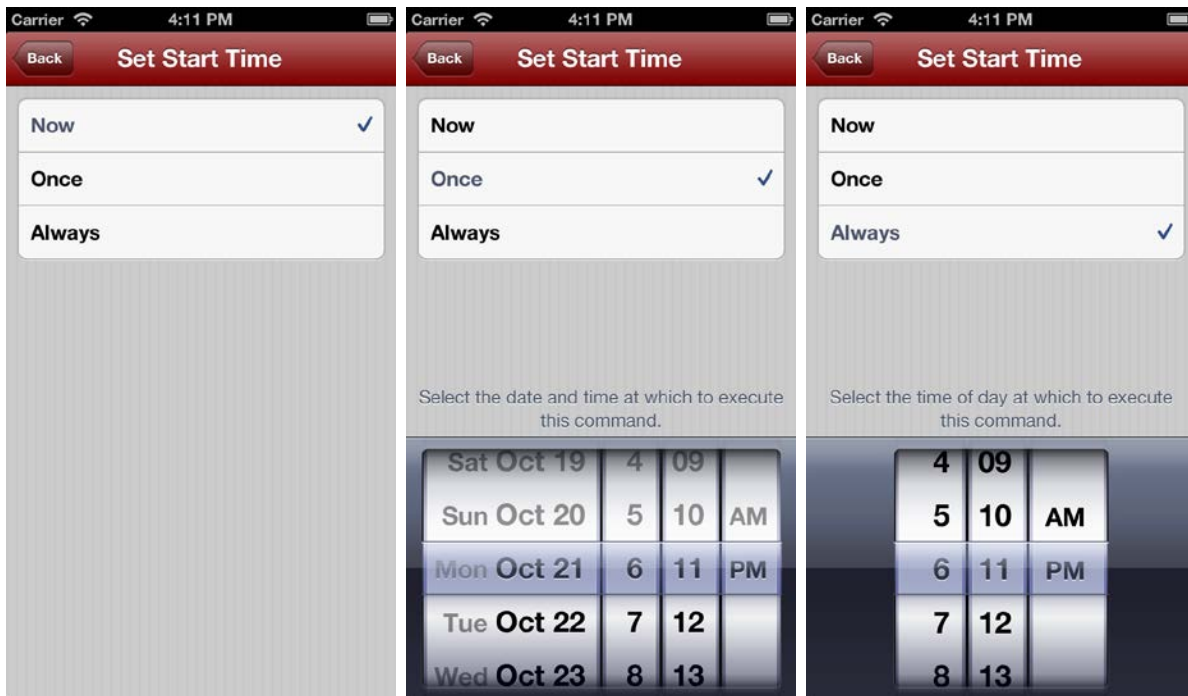 Carrier 4:11 PM
Back Set Start Time
Now
Once
Always
Carrier 4:11 PM
Back Set Start Time
Now
Once
Always
Select the date and time at which to execute
this command.
Sat Oct 19 4 09
Sun Oct 20 5 10 AM
Mon Oct 21 6 11 PM
Tue Oct 22 7 12
Wed Oct 23 8 13
Carrier 4:11 PM
Back Set Start Time
Now
Once
Always
Select the time of day at which to execute
this command.
4 09
5 10 AM
6 11 PM
7 12
8 13